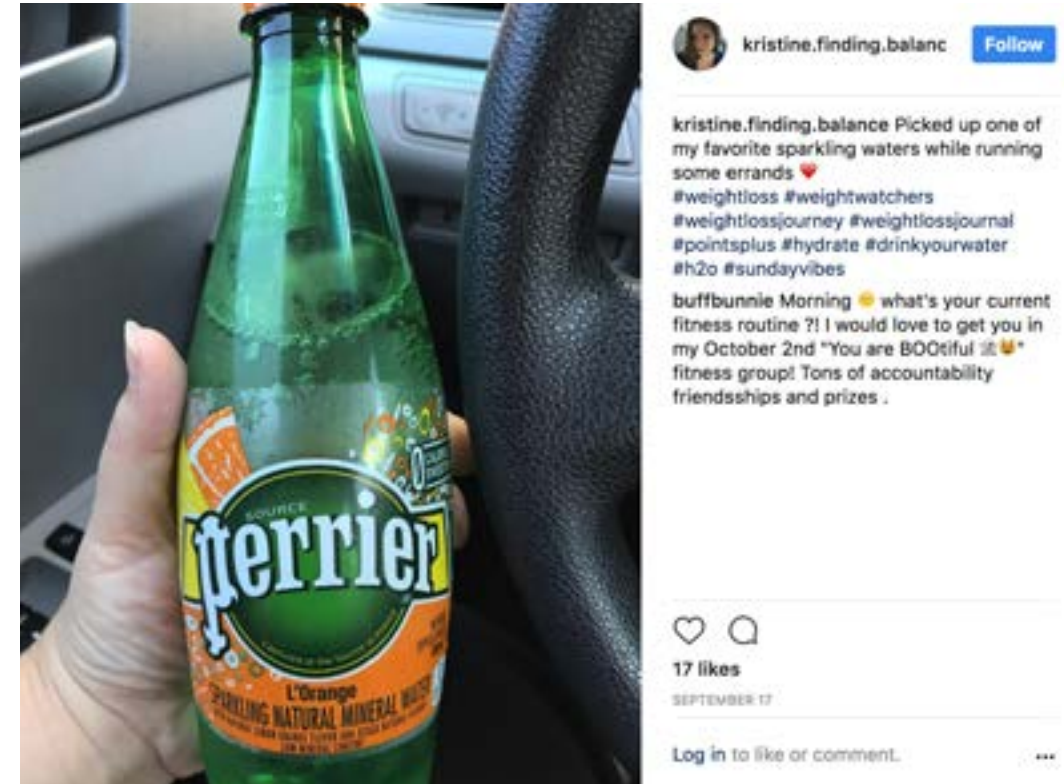 SOURCE
perrier
L'Orange
SPARKLING NATURAL MINERAL WATER
kristine.finding.balanc
Follow
kristine.finding.balance Picked up one of
my favorite sparkling waters while running
some errands ❤️
#weightloss #weightwatchers
#weightlossjourney #weightlossjournal
#pointsplus #hydrate #drinkyourwater
#h2o #sundayvibes
buffbunnie Morning 😊 what's your current
fitness routine ?! I would love to get you in
my October 2nd "You are BOOtiful 🕸😺"
fitness group! Tons of accountability
friendsships and prizes .
17 likes
SEPTEMBER 17
Log in to like or comment.